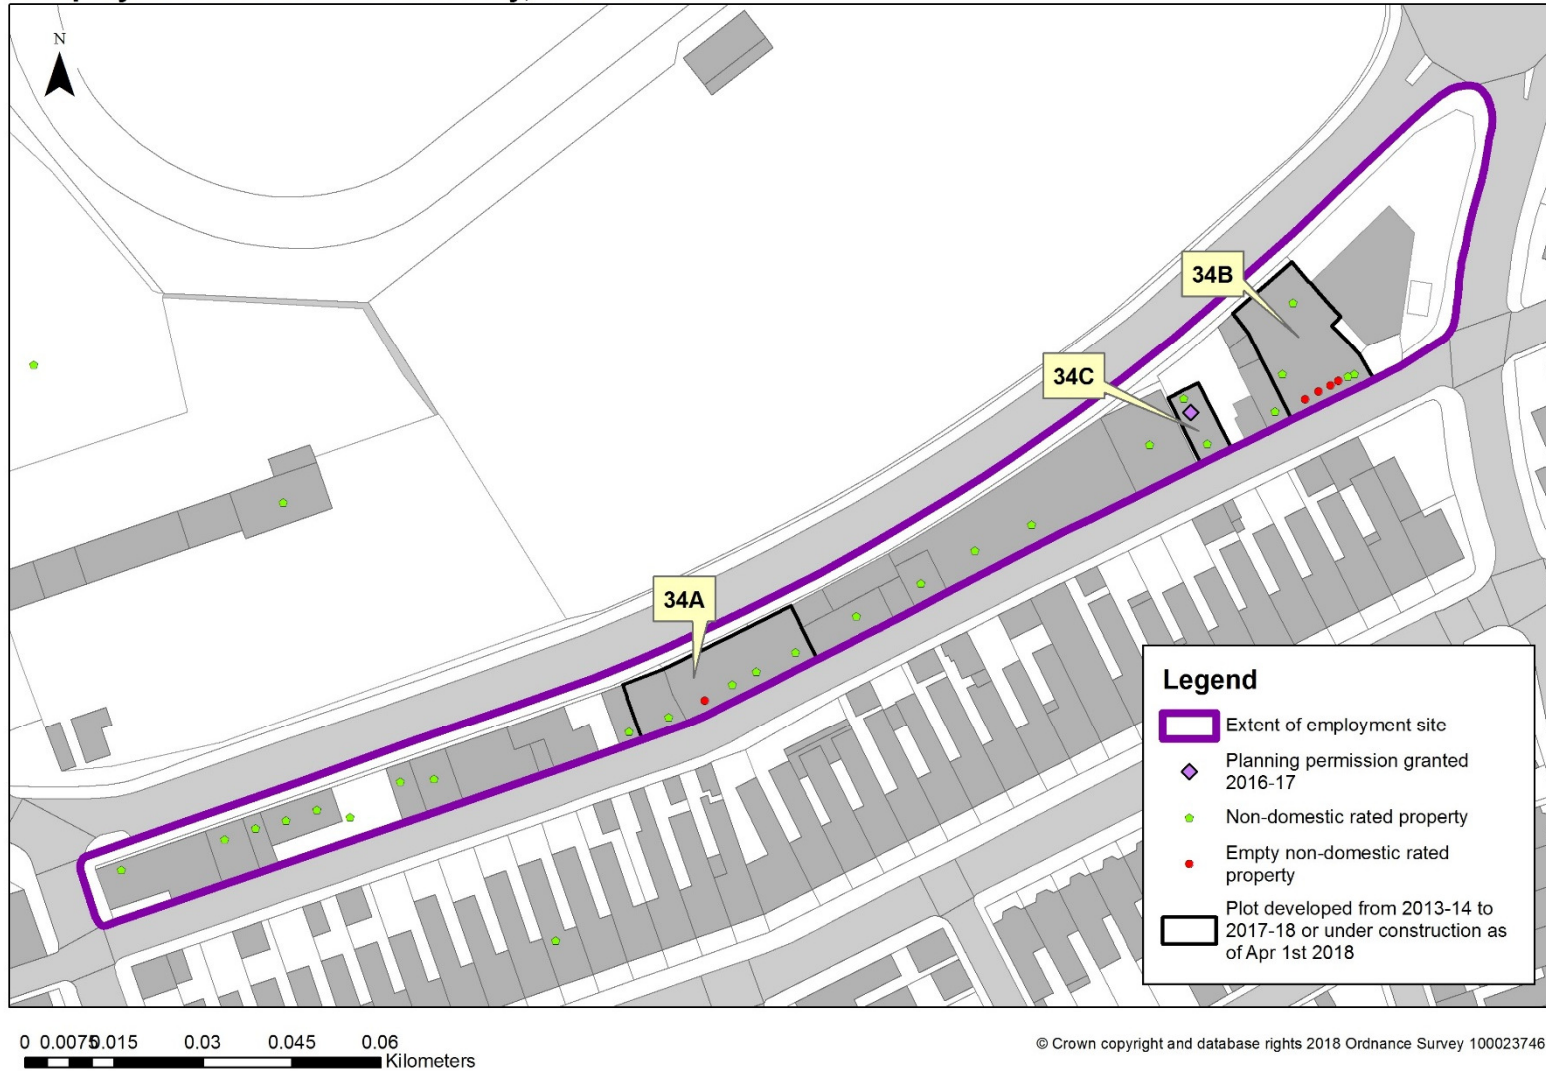 N
34B
34C
34A
Legend
Extent of employment site
Planning permission granted
2016-17
Non-domestic rated property
Empty non-domestic rated
property
Plot developed from 2013-14 to
2017-18 or under construction as
of Apr 1st 2018
0 0.0075 0.015 0.03 0.045 0.06
Kilometers
© Crown copyright and database rights 2018 Ordnance Survey 100023746